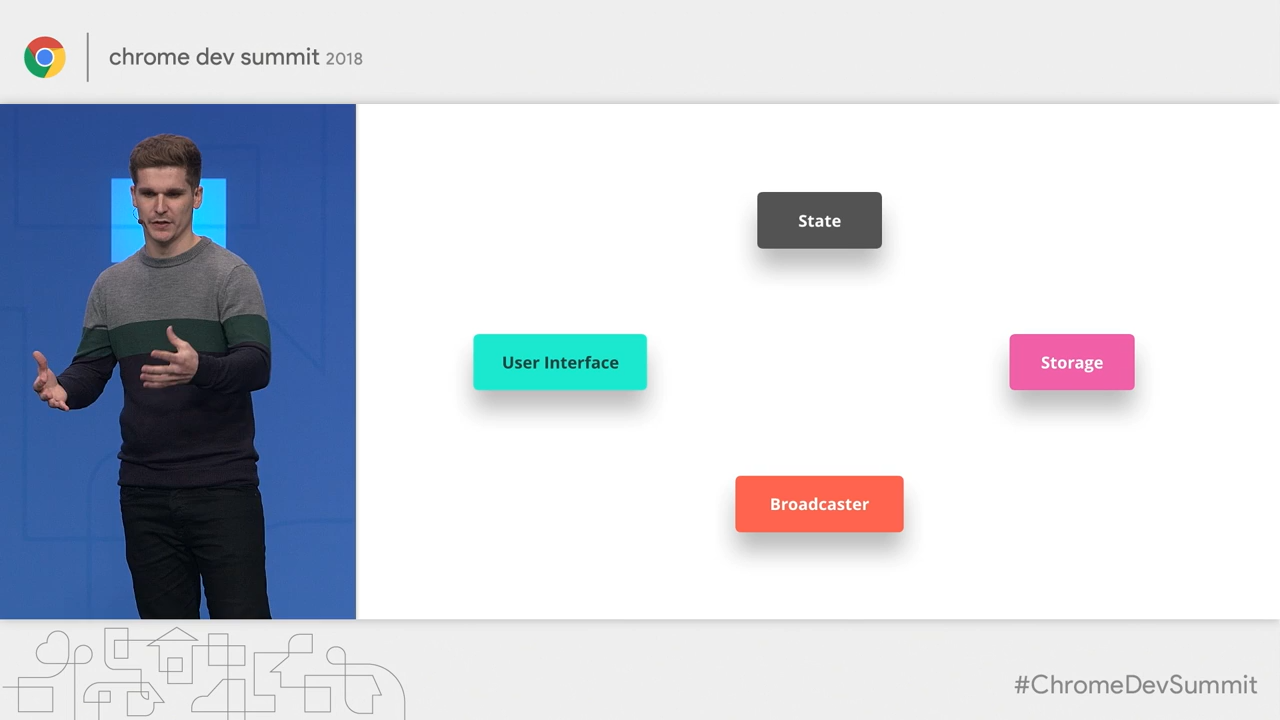 chrome dev summit 2018
State
User Interface
Storage
Broadcaster
#ChromeDevSummit